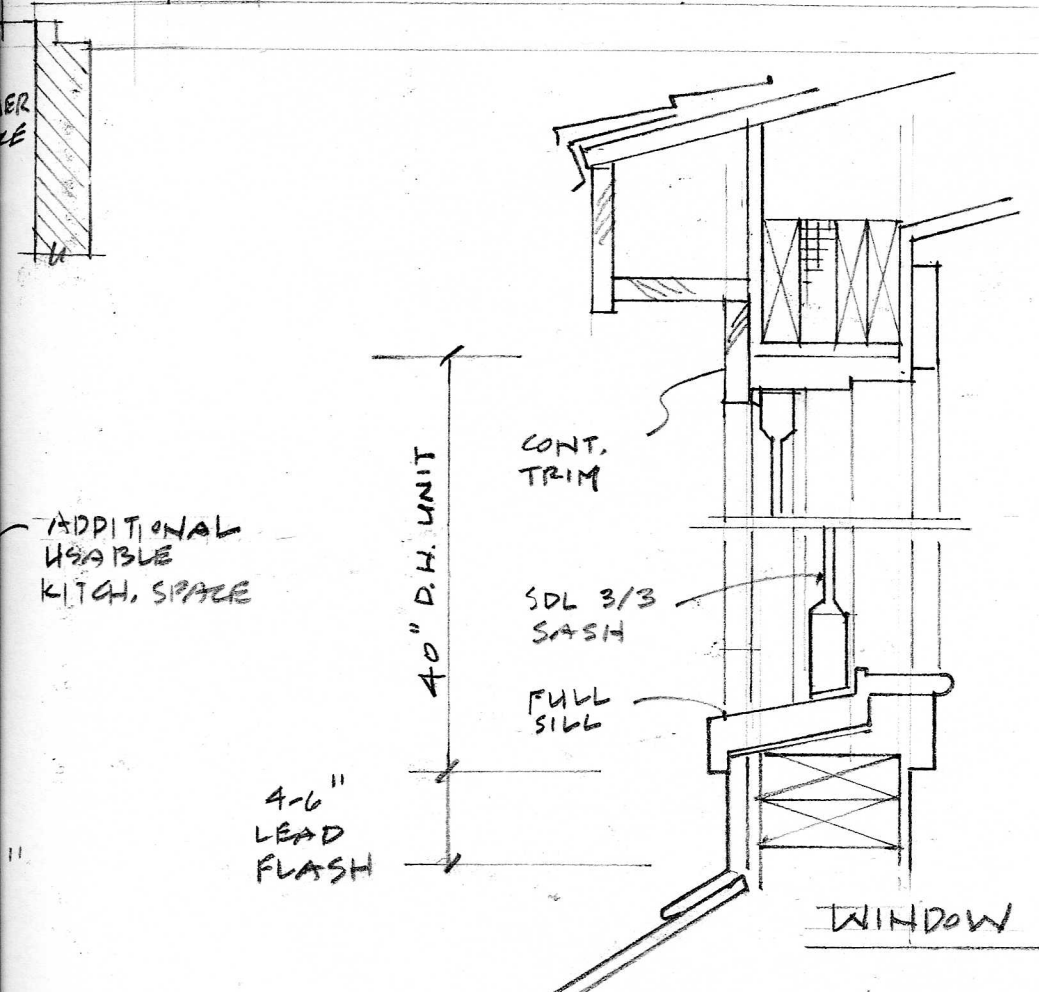 ADDITIONAL
USABLE
KITCH. SPACE
40" D.H. UNIT
CONT.
TRIM
SDL 3/3
SASH
FULL
SILL
4-6"
LEAD
FLASH
WINDOW